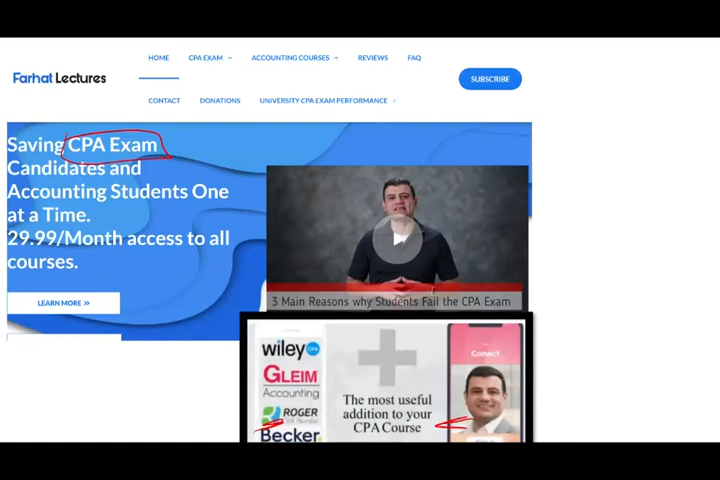 HOME CPA EXAM ACCOUNTING COURSES REVIEWS FAQ
Farhat Lectures
SUBSCRIBE
CONTACT DONATIONS UNIVERSITY CPA EXAM PERFORMANCE
Saving CPA Exam
Candidates and
Accounting Students One
at a Time.
29.99/Month access to all
courses.
LEARN MORE »
3 Main Reasons why Students Fail the CPA Exam
wiley CPA
GLEIM
Accounting
ROGER
Becker
The most useful
addition to your
CPA Course
Conect